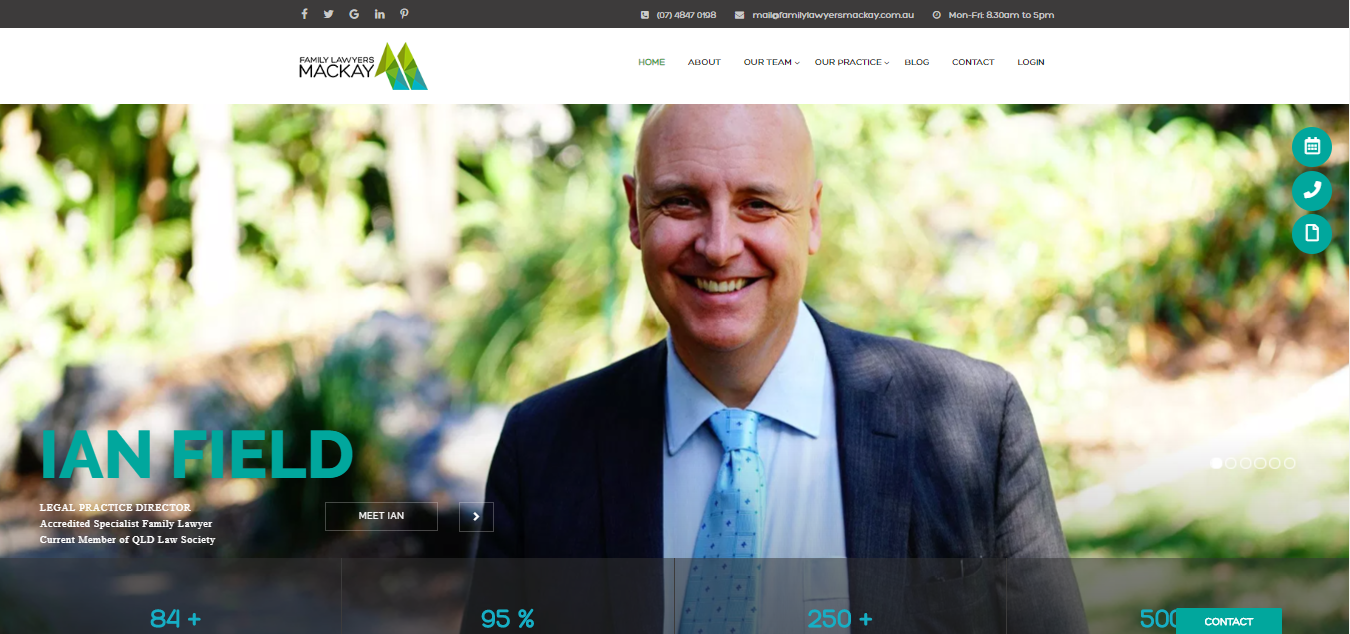 (07) 4847 0198 mail@familylawyersmackay.com.au Mon-Fri: 8.30am to 5pm
FAMILY LAWYERS
MACKAY
HOME ABOUT OUR TEAM OUR PRACTICE BLOG CONTACT LOGIN
IAN FIELD
LEGAL PRACTICE DIRECTOR
Accredited Specialist Family Lawyer
Current Member of QLD Law Society
MEET IAN
84 + 95 % 250 + 500
CONTACT